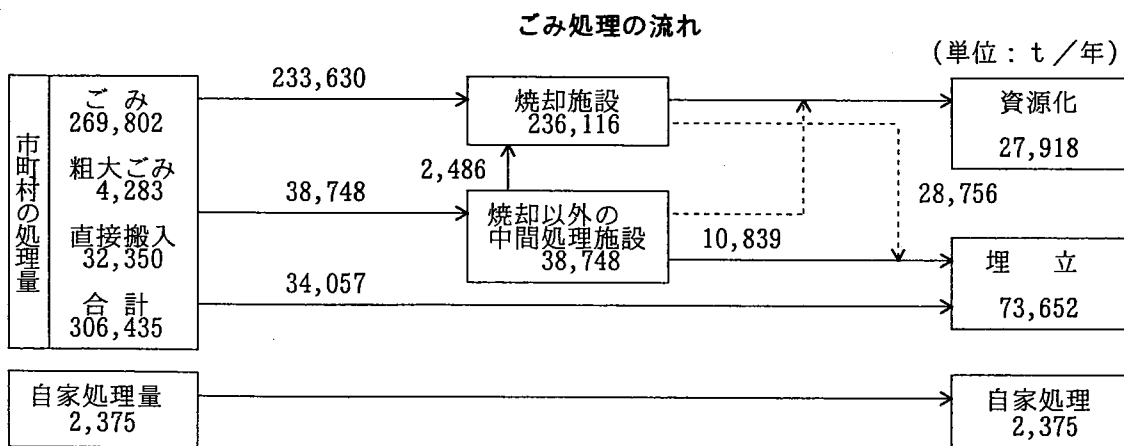 ごみ処理の流れ
(単位：ｔ／年)
市町村の処理量
ごみ
269,802
粗大ごみ
4,283
直接搬入
32,350
合計
306,435
233,630
38,748
34,057
焼却施設
236,116
2,486
焼却以外の
中間処理施設
38,748
10,839
28,756
資源化
27,918
埋立
73,652
自家処理量
2,375
自家処理
2,375